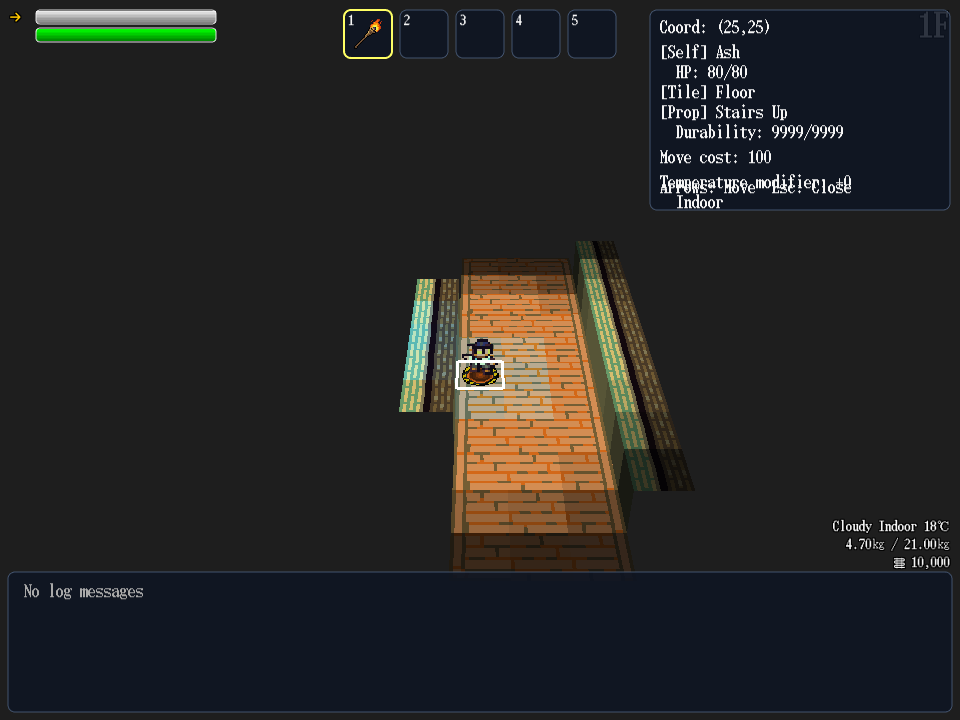 1
2
3
4
5
1F
Coord: (25,25)
[Self] Ash
HP: 80/80
[Tile] Floor
[Prop] Stairs Up
Durability: 9999/9999
Move cost: 100
Temperature modifier: +0
Arrows: Move  Esc: Close
Indoor
Cloudy Indoor 18℃
4.70kg / 21.00kg
10,000
No log messages